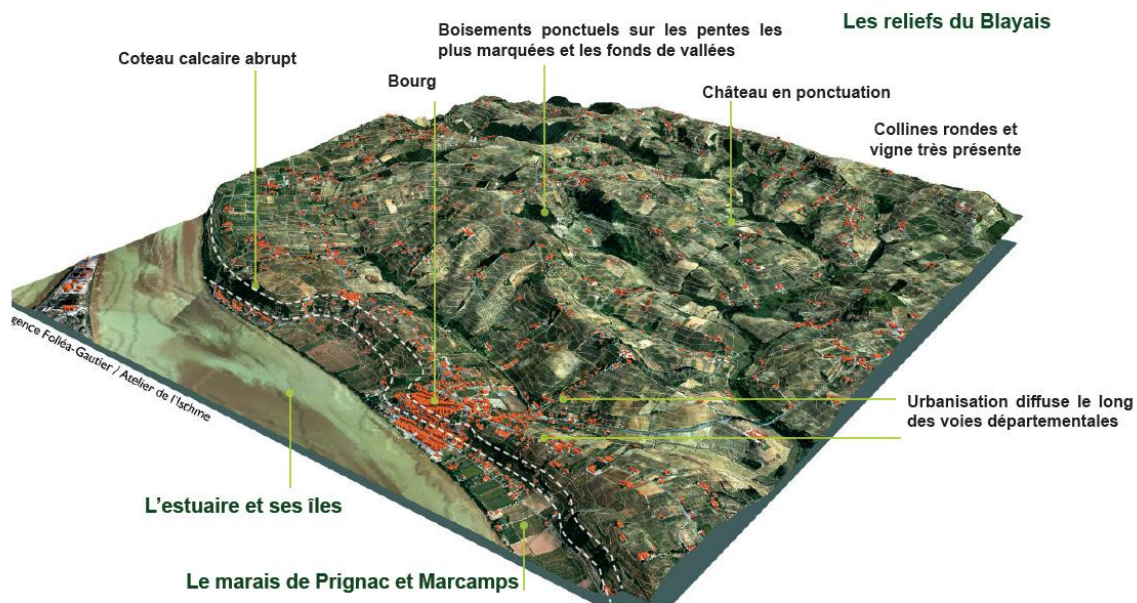 Les reliefs du Blayais
Boisements ponctuels sur les pentes les
plus marquées et les fonds de vallées
Coteau calcaire abrupt
Bourg
Château en ponctuation
Collines rondes et
vigne très présente
gence Folléa-Gautier / Atelier de l'Isthme
Urbanisation diffuse le long
des voies départementales
L'estuaire et ses îles
Le marais de Prignac et Marcamps